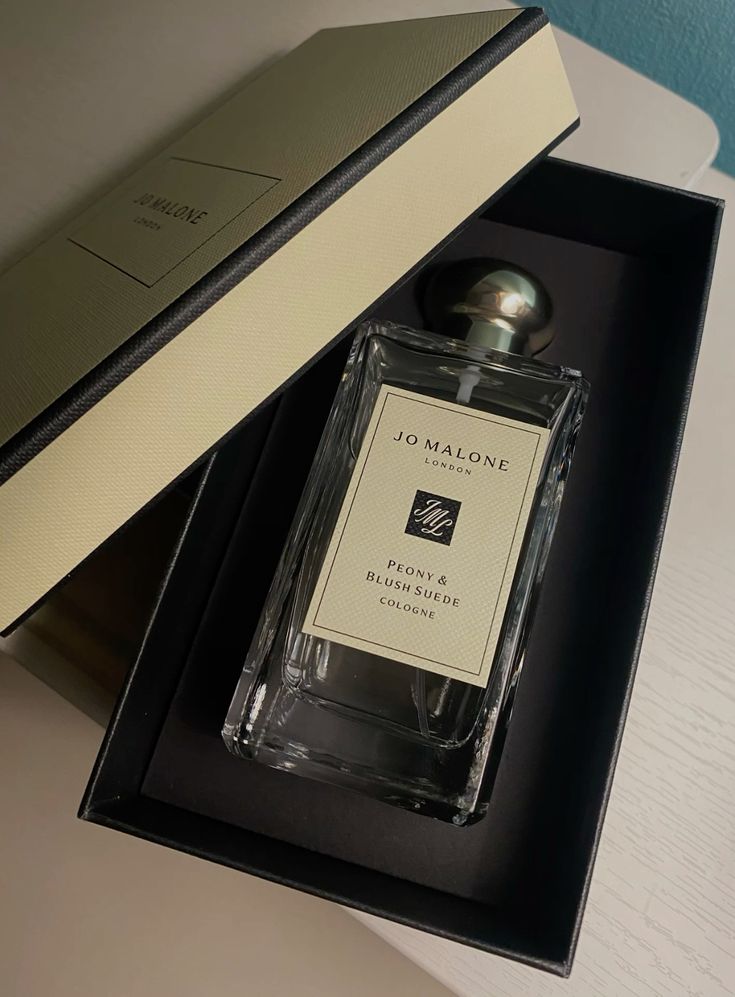 JO MALONE
LONDON
JO MALONE
LONDON
JML
PEONY &
BLUSH SUEDE
COLOGNE